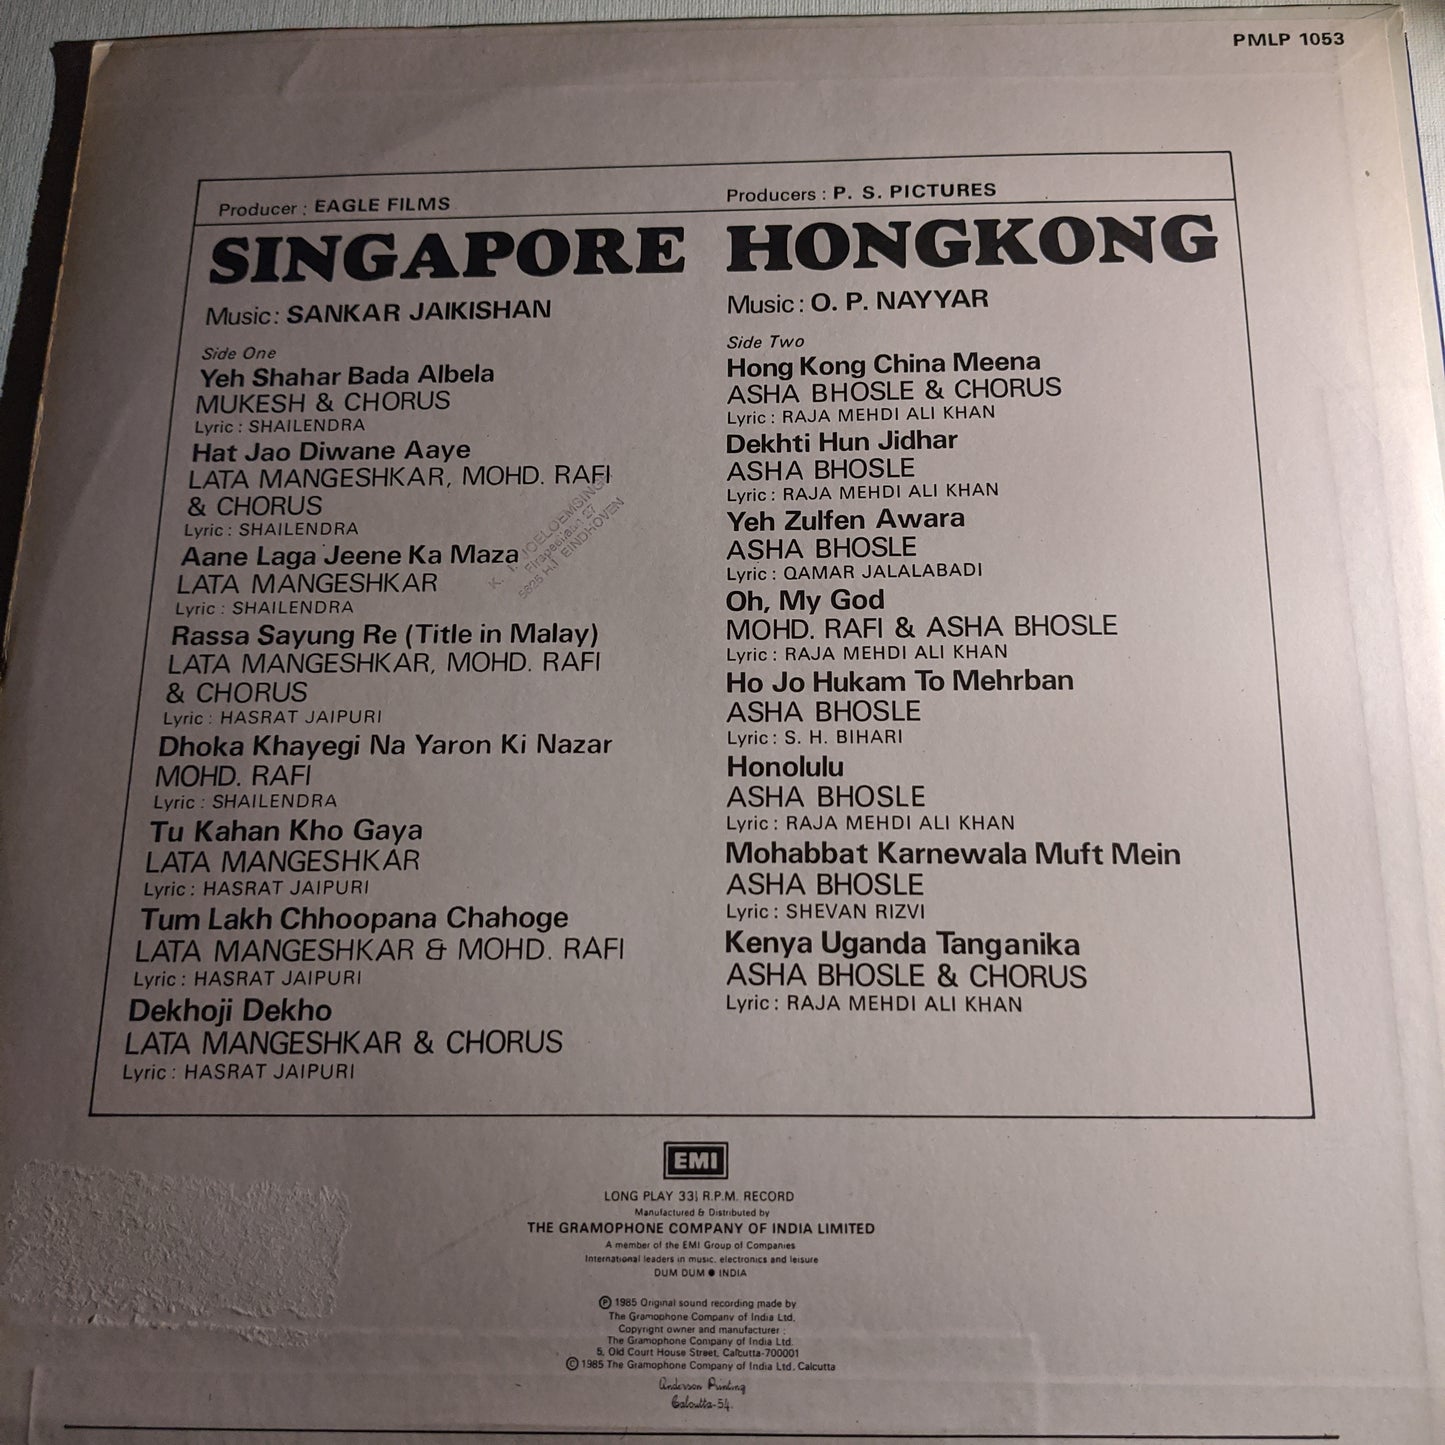 PMLP 1053
Producer : EAGLE FILMS
SINGAPORE
Music : SANKAR JAIKISHAN
Side One
Yeh Shahar Bada Albela
MUKESH & CHORUS
Lyric : SHAILENDRA
Hat Jao Diwane Aaye
LATA MANGESHKAR, MOHD. RAFI
& CHORUS
Lyric : SHAILENDRA
Aane Laga Jeene Ka Maza
LATA MANGESHKAR
Lyric : SHAILENDRA
Rassa Sayung Re (Title in Malay)
LATA MANGESHKAR, MOHD. RAFI
& CHORUS
Lyric : HASRAT JAIPURI
Dhoka Khayegi Na Yaron Ki Nazar
MOHD. RAFI
Lyric : SHAILENDRA
Tu Kahan Kho Gaya
LATA MANGESHKAR
Lyric : HASRAT JAIPURI
Tum Lakh Chhoopana Chahoge
LATA MANGESHKAR & MOHD. RAFI
Lyric : HASRAT JAIPURI
Dekhoji Dekho
LATA MANGESHKAR & CHORUS
Lyric : HASRAT JAIPURI
Producers : P. S. PICTURES
HONGKONG
Music : O. P. NAYYAR
Side Two
Hong Kong China Meena
ASHA BHOSLE & CHORUS
Lyric : RAJA MEHDI ALI KHAN
Dekhti Hun Jidhar
ASHA BHOSLE
Lyric : RAJA MEHDI ALI KHAN
Yeh Zulfen Awara
ASHA BHOSLE
Lyric : QAMAR JALALABADI
Oh, My God
MOHD. RAFI & ASHA BHOSLE
Lyric : RAJA MEHDI ALI KHAN
Ho Jo Hukam To Mehrban
ASHA BHOSLE
Lyric : S. H. BIHARI
Honolulu
ASHA BHOSLE
Lyric : RAJA MEHDI ALI KHAN
Mohabbat Karnewala Muft Mein
ASHA BHOSLE
Lyric : SHEVAN RIZVI
Kenya Uganda Tanganika
ASHA BHOSLE & CHORUS
Lyric : RAJA MEHDI ALI KHAN
EINDHOVEN
EMI
LONG PLAY 33⅓ R.P.M. RECORD
Manufactured & Distributed by
THE GRAMOPHONE COMPANY OF INDIA LIMITED
A member of the EMI Group of Companies
International leaders in music, electronics and leisure
DUM DUM ● INDIA
Ⓟ 1985 Original sound recording made by
The Gramophone Company of India Ltd.
Copyright owner and manufacturer :
The Gramophone Company of India Ltd.
5, Old Court House Street, Calcutta-700001
© 1985 The Gramophone Company of India Ltd. Calcutta
Anderson Printing
Calcutta-54.